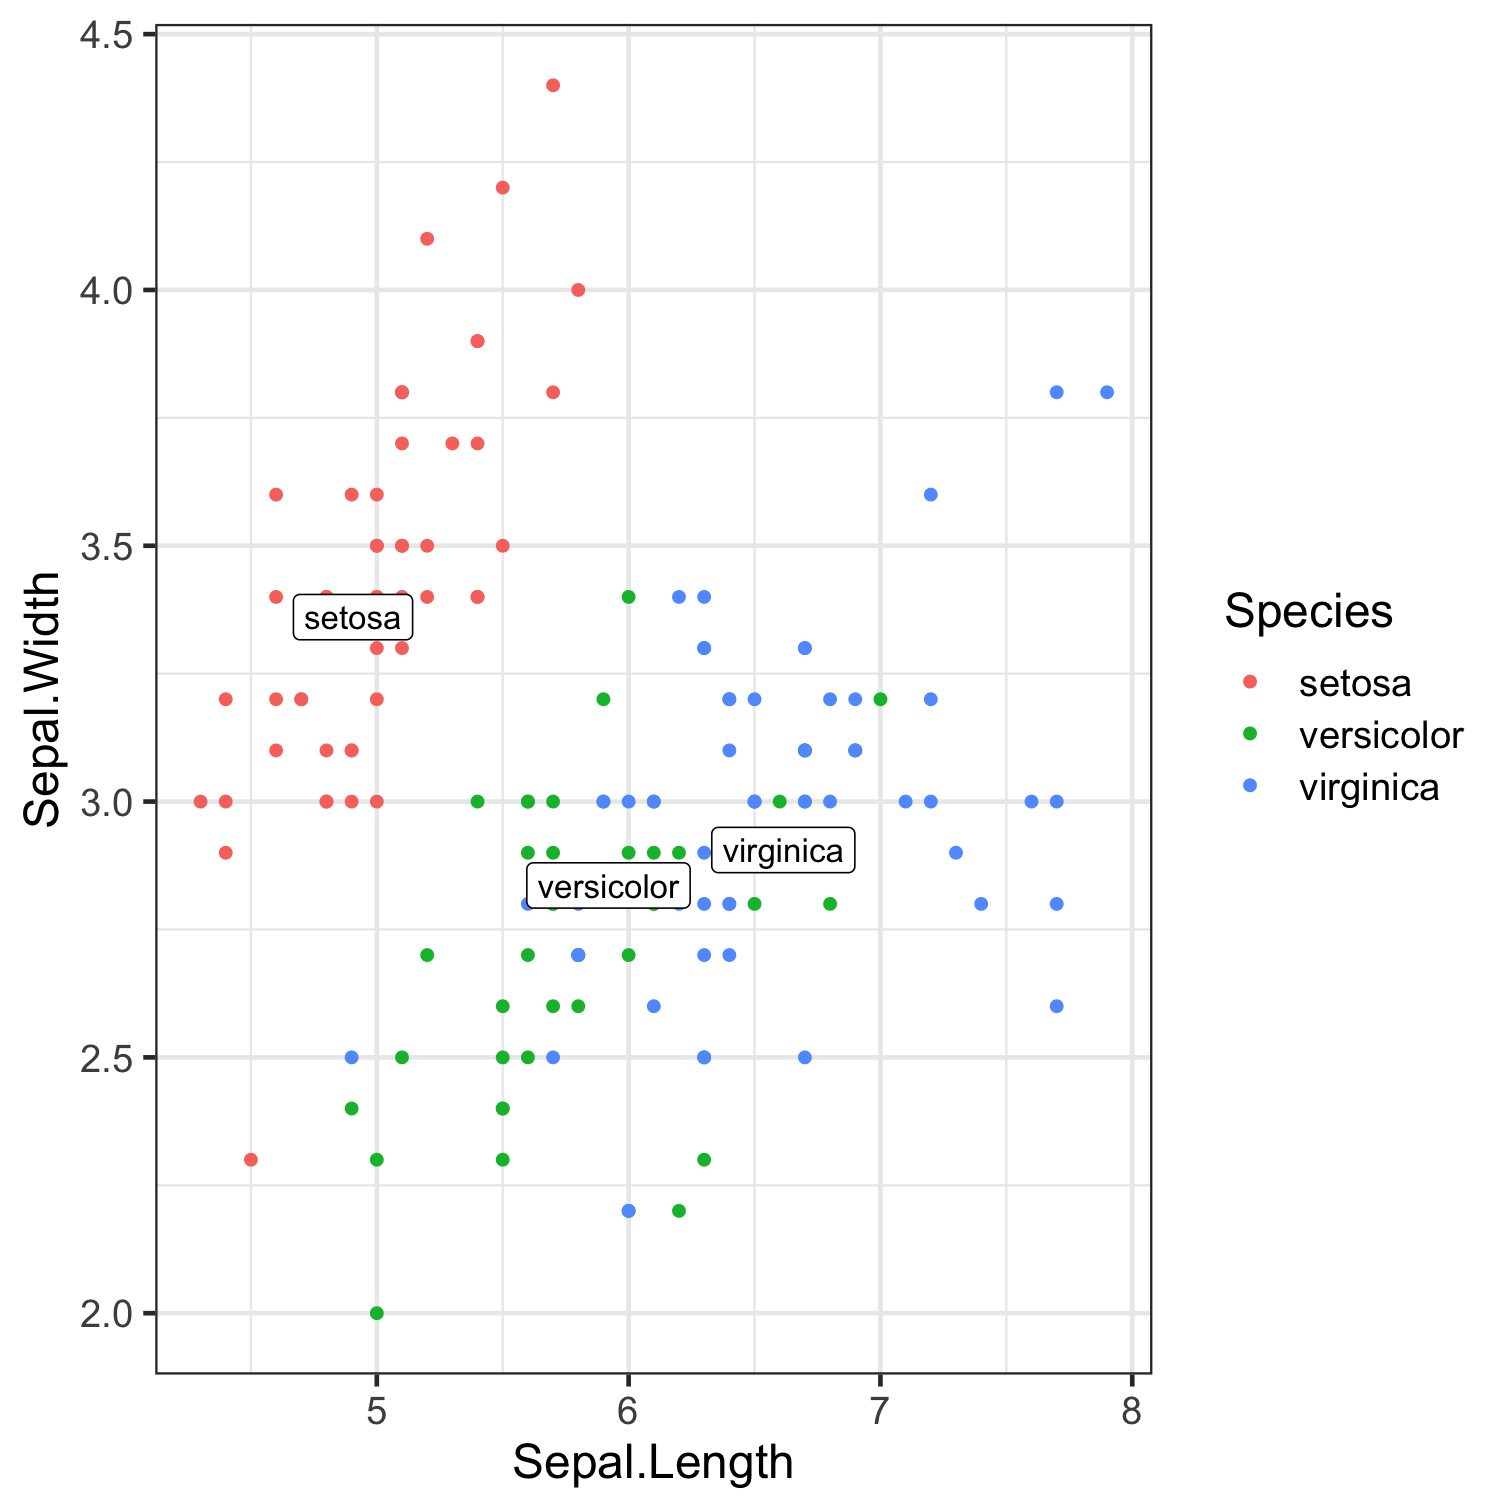 4.5
4.0
3.5
3.0
2.5
2.0
Sepal.Width
setosa
virginica
versicolor
5 6 7 8
Sepal.Length
Species
setosa
versicolor
virginica